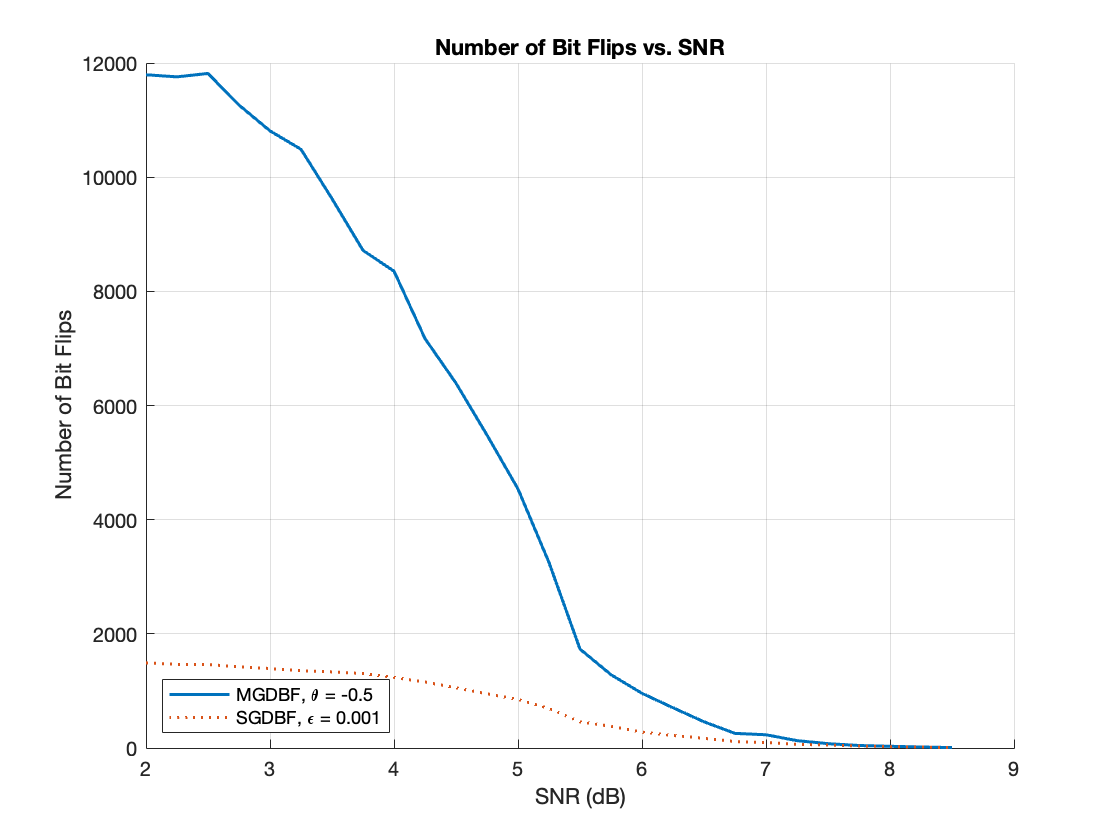 Number of Bit Flips vs. SNR
12000
10000
8000
6000
4000
2000
0
Number of Bit Flips
MGDBF, θ = -0.5
SGDBF, ϵ = 0.001
2 3 4 5 6 7 8 9
SNR (dB)